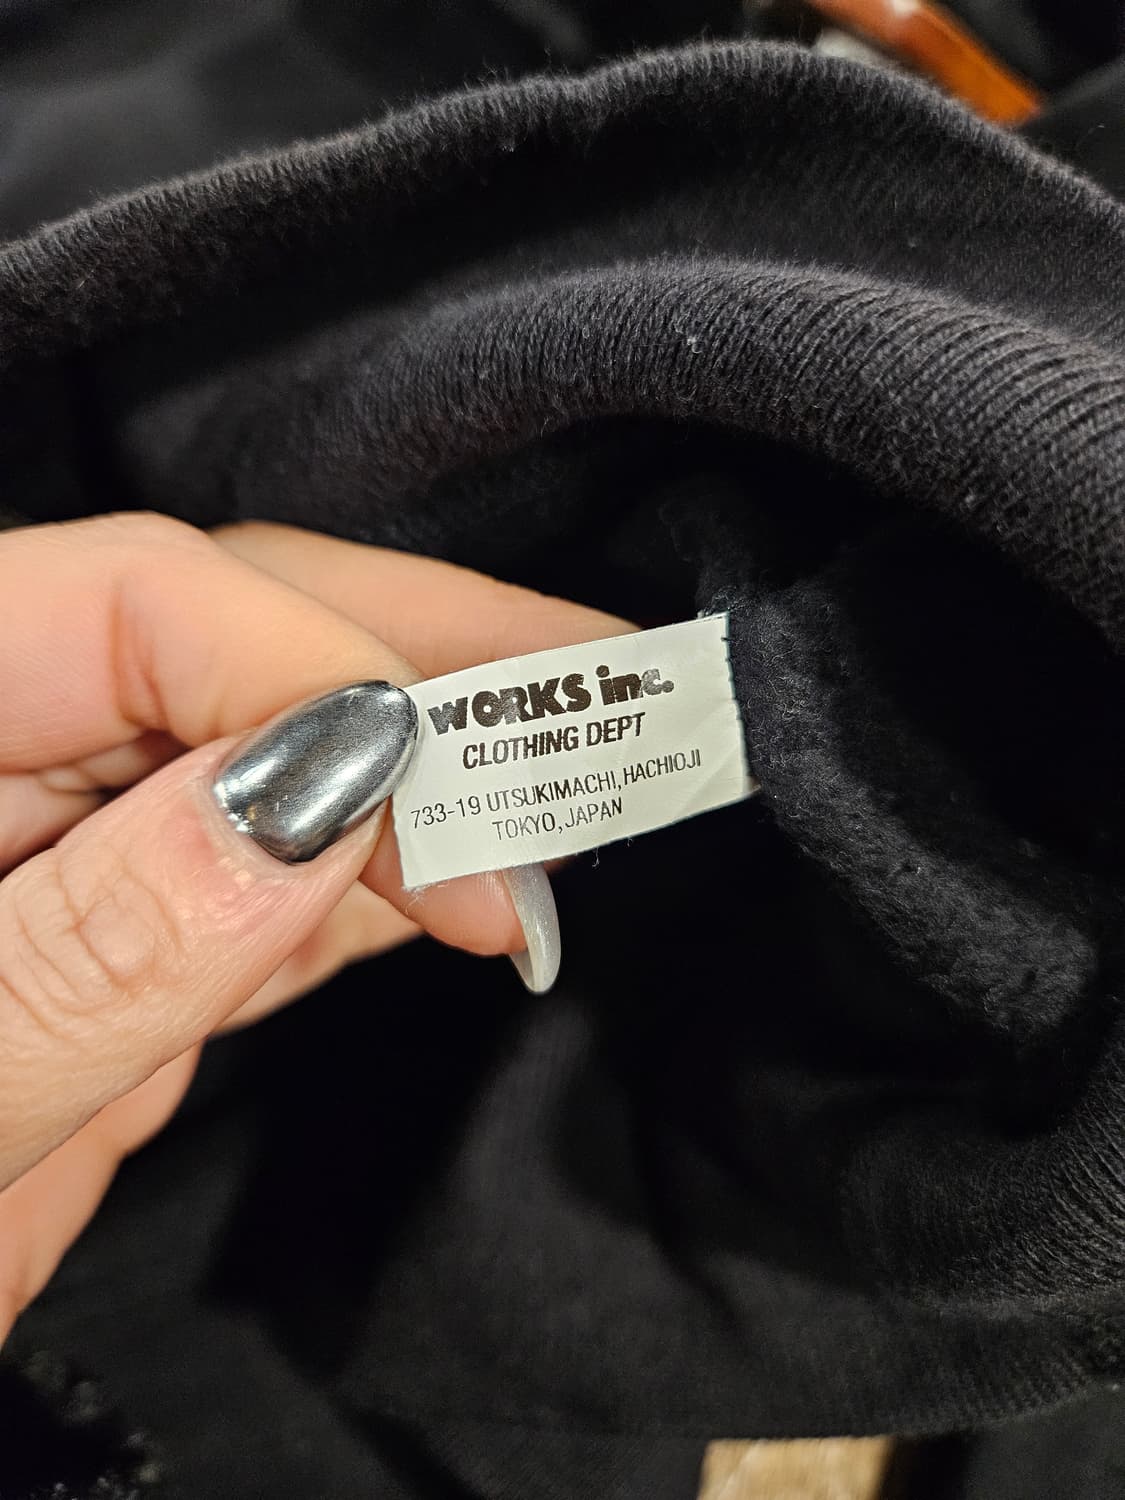 WORKS inc.
CLOTHING DEPT
733-19 UTSUKIMACHI, HACHIOJI
TOKYO, JAPAN